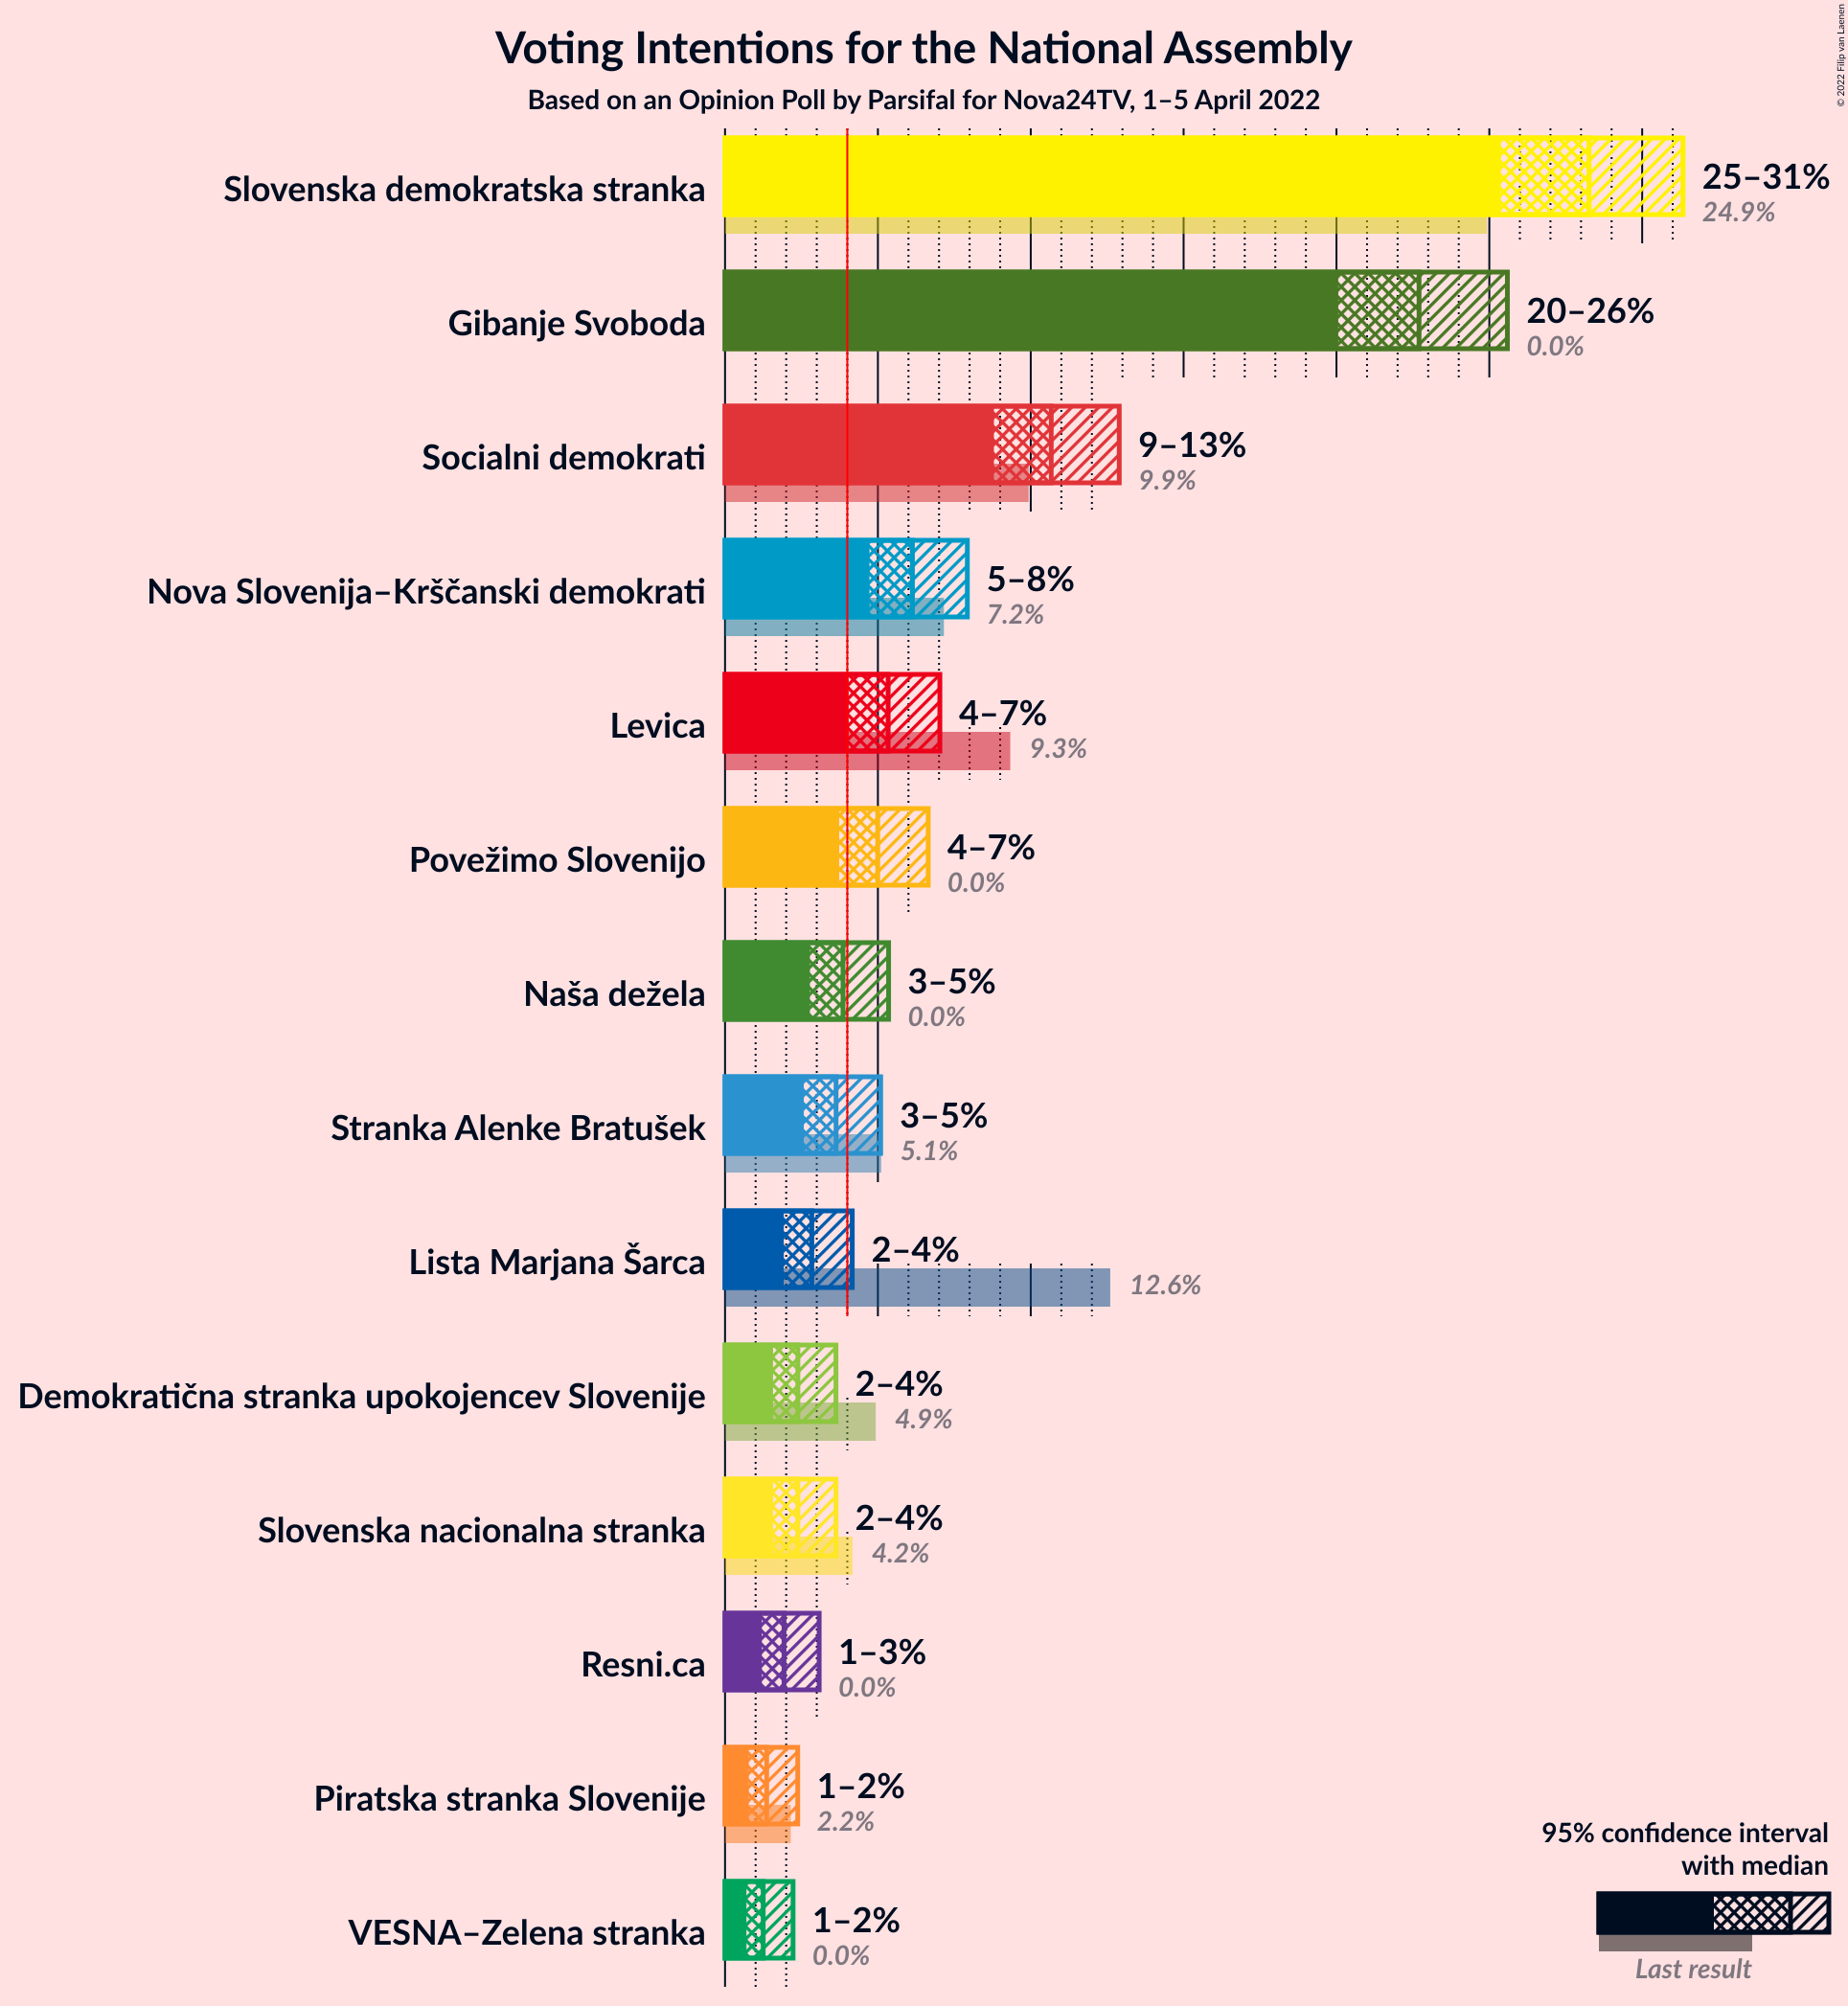 Voting Intentions for the National Assembly
Based on an Opinion Poll by Parsifal for Nova24TV, 1–5 April 2022
© 2022 Filip van Laenen
Slovenska demokratska stranka
25–31%
24.9%
Gibanje Svoboda
20–26%
0.0%
Socialni demokrati
9–13%
9.9%
Nova Slovenija–Krščanski demokrati
5–8%
7.2%
Levica
4–7%
9.3%
Povežimo Slovenijo
4–7%
0.0%
Naša dežela
3–5%
0.0%
Stranka Alenke Bratušek
3–5%
5.1%
Lista Marjana Šarca
2–4%
12.6%
Demokratična stranka upokojencev Slovenije
2–4%
4.9%
Slovenska nacionalna stranka
2–4%
4.2%
Resni.ca
1–3%
0.0%
Piratska stranka Slovenije
1–2%
2.2%
VESNA–Zelena stranka
1–2%
0.0%
95% confidence interval
with median
Last result